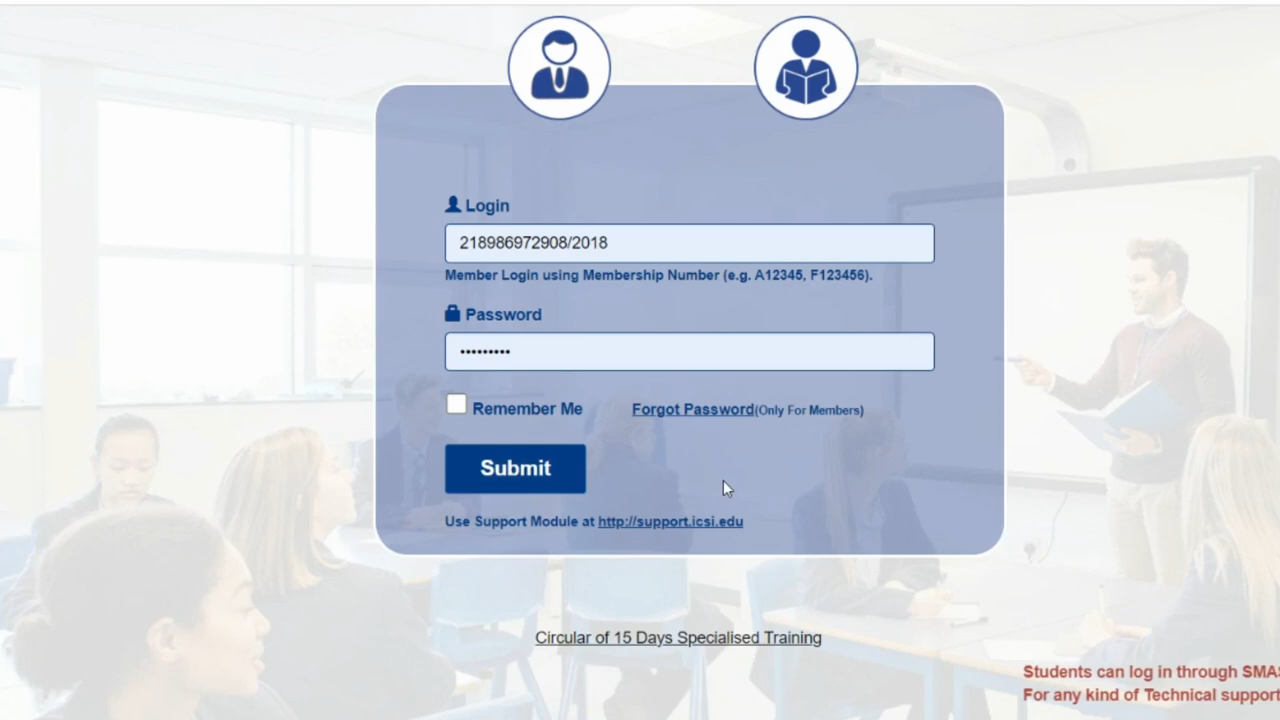 Login
218986972908/2018
Member Login using Membership Number (e.g. A12345, F123456).
Password
•••••••••
Remember Me Forgot Password(Only For Members)
Submit
Use Support Module at http://support.icsi.edu
Circular of 15 Days Specialised Training
Students can log in through SMAS
For any kind of Technical support